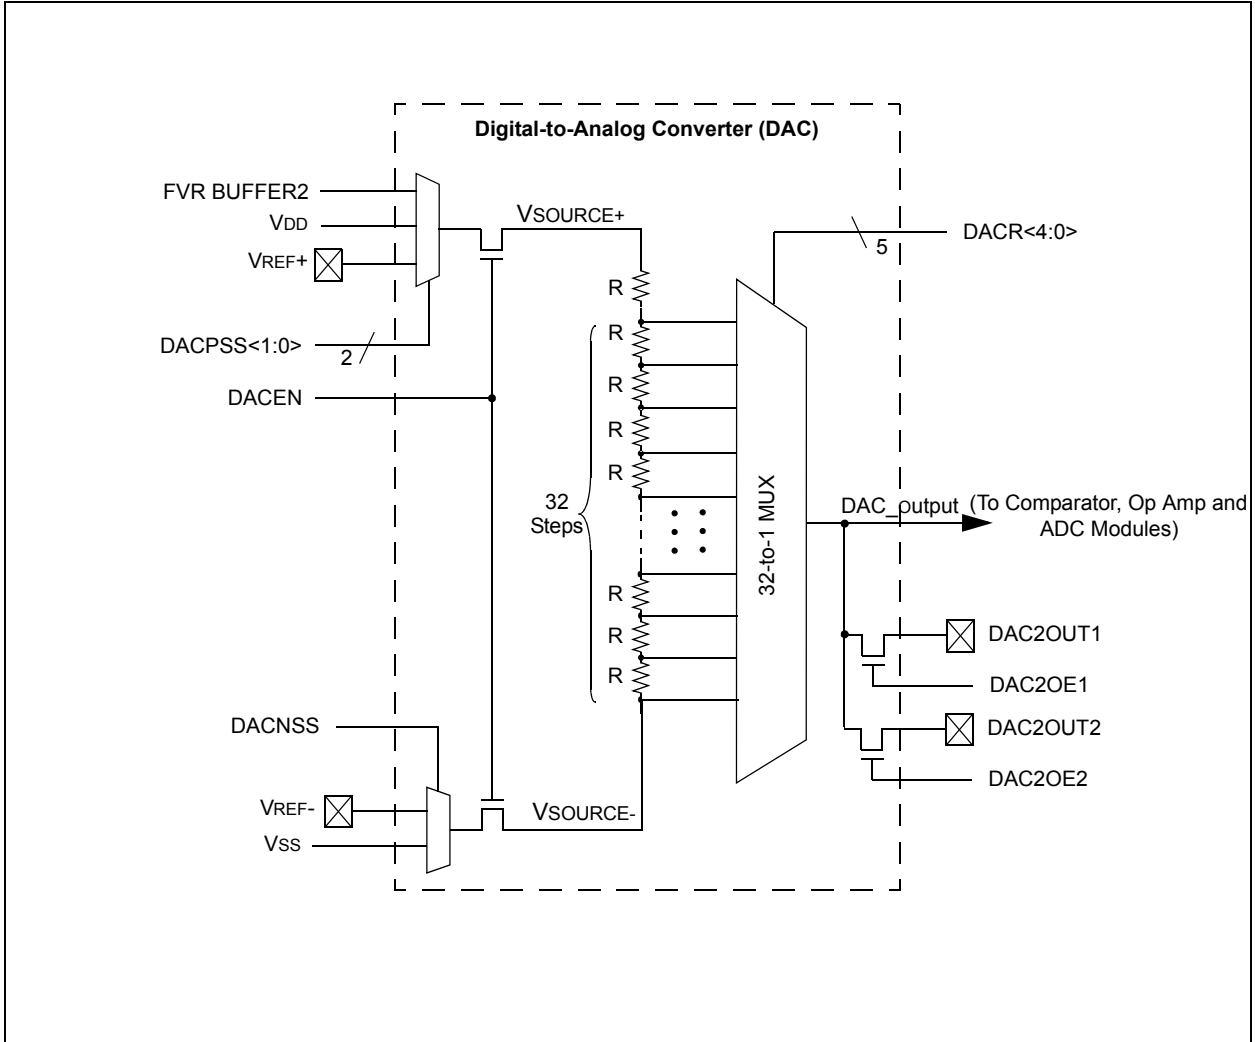 Digital-to-Analog Converter (DAC)
FVR BUFFER2
VDD
VREF+
VSOURCE+
DACR<4:0>
5
R
DACPSS<1:0>
2
R
DACEN
R
R
R
32
Steps
32-to-1 MUX
DAC_output
(To Comparator, Op Amp and
ADC Modules)
R
R
R
DAC2OUT1
DAC2OE1
DACNSS
DAC2OUT2
DAC2OE2
VREF-
VSOURCE-
VSS